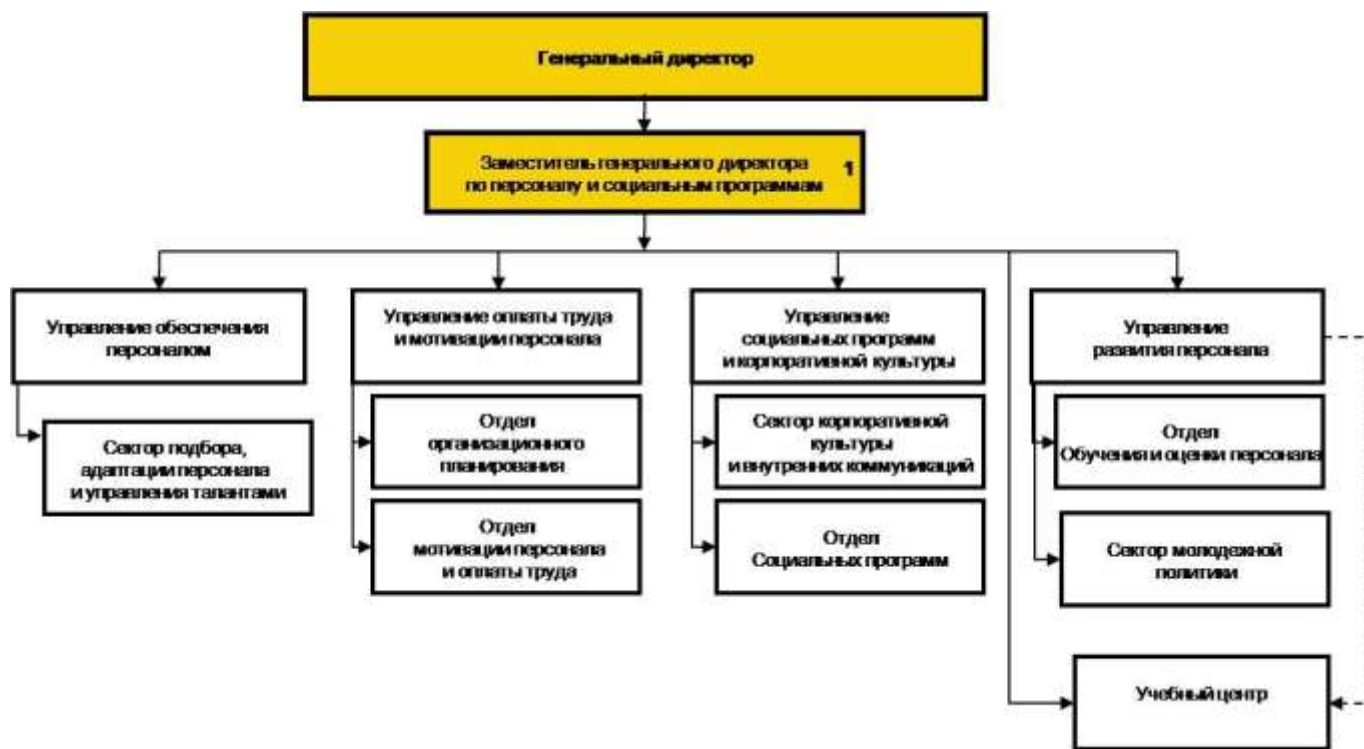 Генеральный директор
Заместитель генерального директора 1
по персоналу и социальным программам
Управление обеспечения
персоналом
Управление оплаты труда
и мотивации персонала
Управление
социальных программ
и корпоративной культуры
Управление
развития персонала
Сектор подбора,
адаптации персонала
и управления талантами
Отдел
организационного
планирования
Отдел
мотивации персонала
и оплаты труда
Сектор корпоративной
культуры
и внутренних коммуникаций
Отдел
Социальных программ
Отдел
Обучения и оценки персонала
Сектор молодежной
политики
Учебный центр